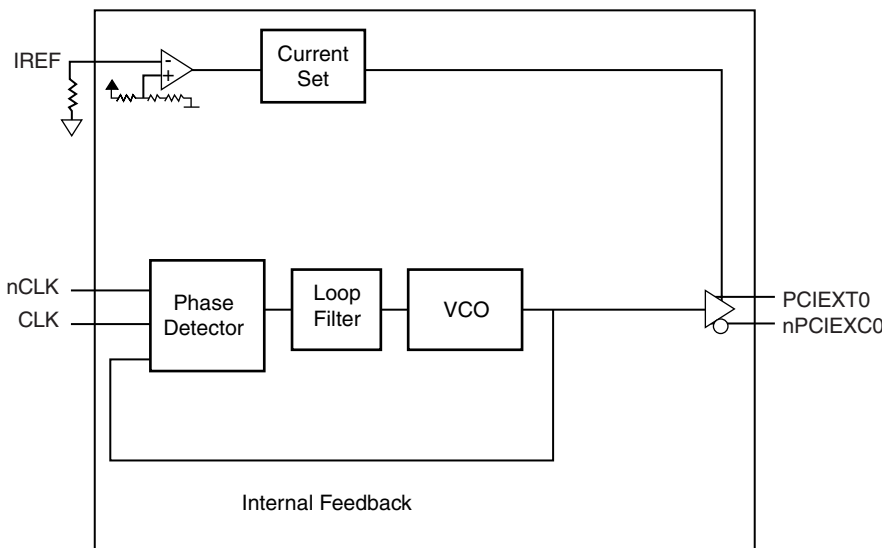 IREF
-
+
Current
Set
nCLK
CLK
Phase
Detector
Loop
Filter
VCO
PCIEXT0
nPCIEXC0
Internal Feedback